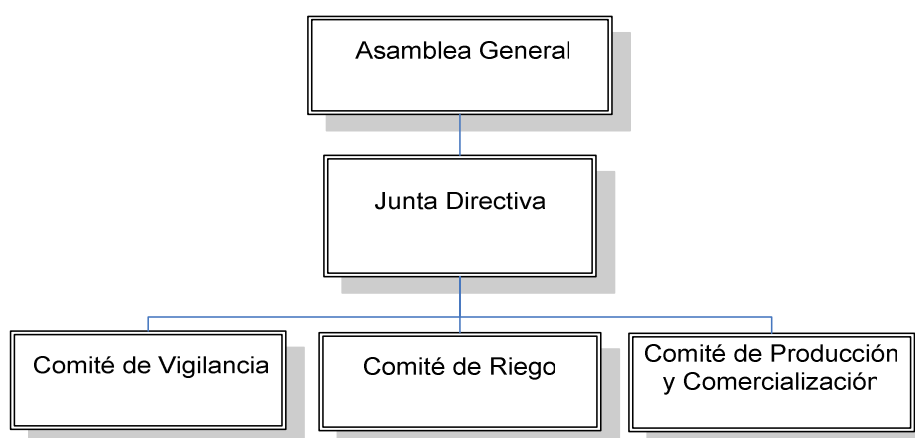 Asamblea General
Junta Directiva
Comité de Vigilancia
Comité de Riego
Comité de Producción
y Comercialización